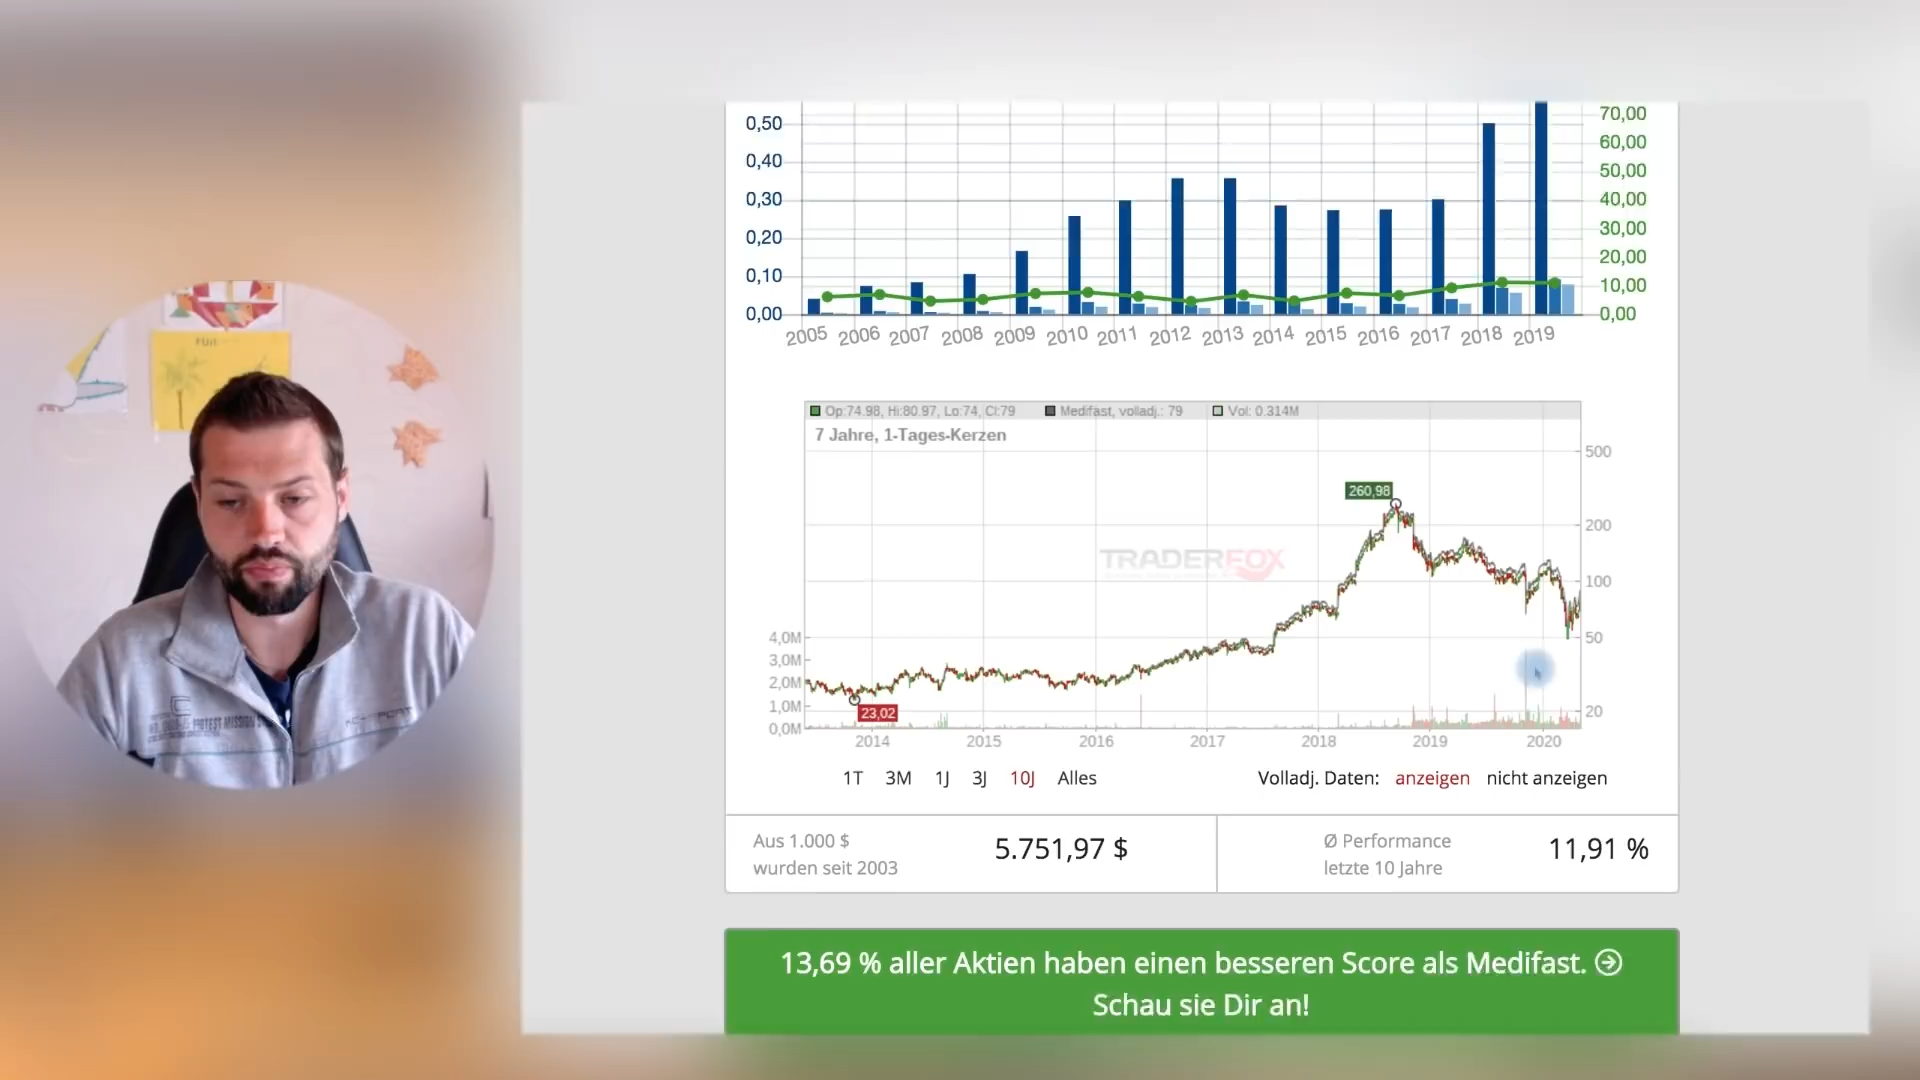 0,50
0,40
0,30
0,20
0,10
0,00
70,00
60,00
50,00
40,00
30,00
20,00
10,00
0,00
2005 2006 2007 2008 2009 2010 2011 2012 2013 2014 2015 2016 2017 2018 2019
Op:74.98, Hi:80.97, Lo:74, Cl:79 Medifast, volladj.: 79 Vol: 0.314M
7 Jahre, 1-Tages-Kerzen
500
200
100
50
20
260,98
TRADERFOX
4,0M
3,0M
2,0M
1,0M
0,0M
23,02
2014 2015 2016 2017 2018 2019 2020
1T 3M 1J 3J 10J Alles
Volladj. Daten: anzeigen nicht anzeigen
Aus 1.000 $
wurden seit 2003
5.751,97 $
Ø Performance
letzte 10 Jahre
11,91 %
13,69 % aller Aktien haben einen besseren Score als Medifast.
Schau sie Dir an!